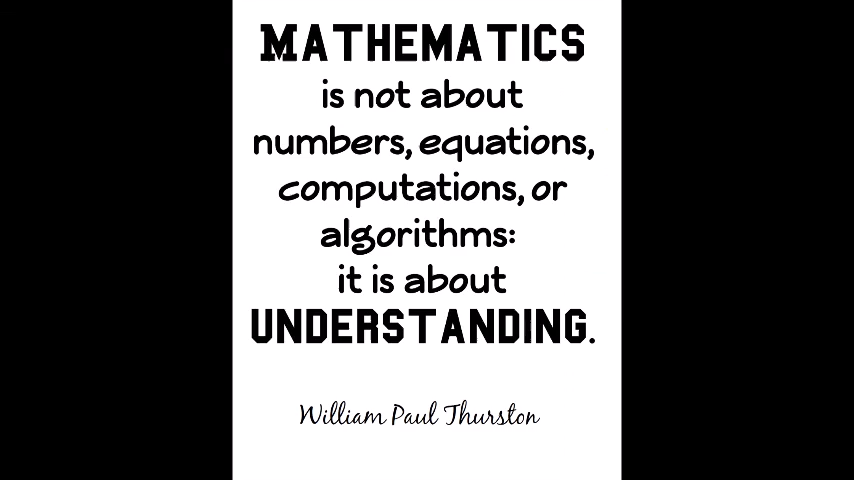 MATHEMATICS
is not about
numbers, equations,
computations, or
algorithms:
it is about
UNDERSTANDING.
William Paul Thurston